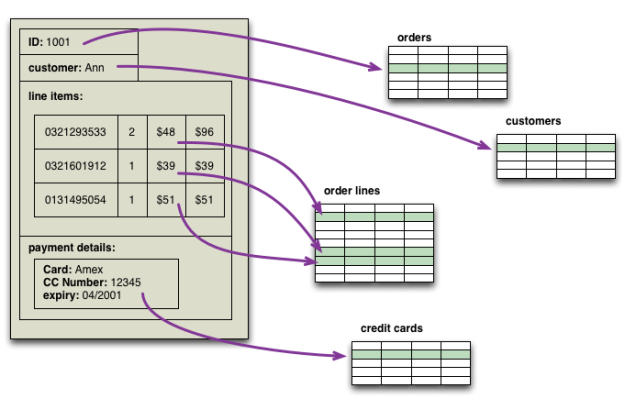 ID: 1001
customer: Ann
line items:
0321293533 2 $48 $96
0321601912 1 $39 $39
0131495054 1 $51 $51
payment details:
Card: Amex
CC Number: 12345
expiry: 04/2001
orders
customers
order lines
credit cards